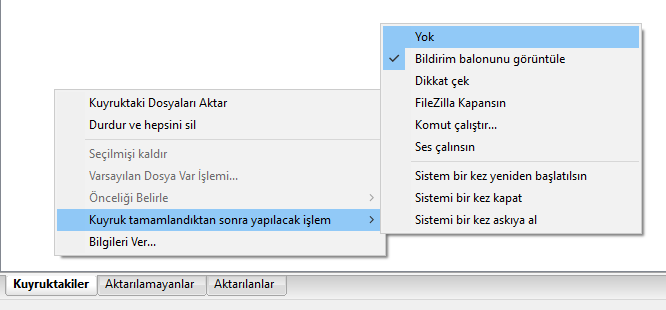 Yok
Bildirim balonunu görüntüle
Dikkat çek
FileZilla Kapansın
Komut çalıştır...
Ses çalınsın
Sistem bir kez yeniden başlatılsın
Sistemi bir kez kapat
Sistemi bir kez askıya al
Kuyruktaki Dosyaları Aktar
Durdur ve hepsini sil
Seçilmişi kaldır
Varsayılan Dosya Var İşlemi...
Önceliği Belirle
Kuyruk tamamlandıktan sonra yapılacak işlem
Bilgileri Ver...
Kuyruktakiler
Aktarılamayanlar
Aktarılanlar